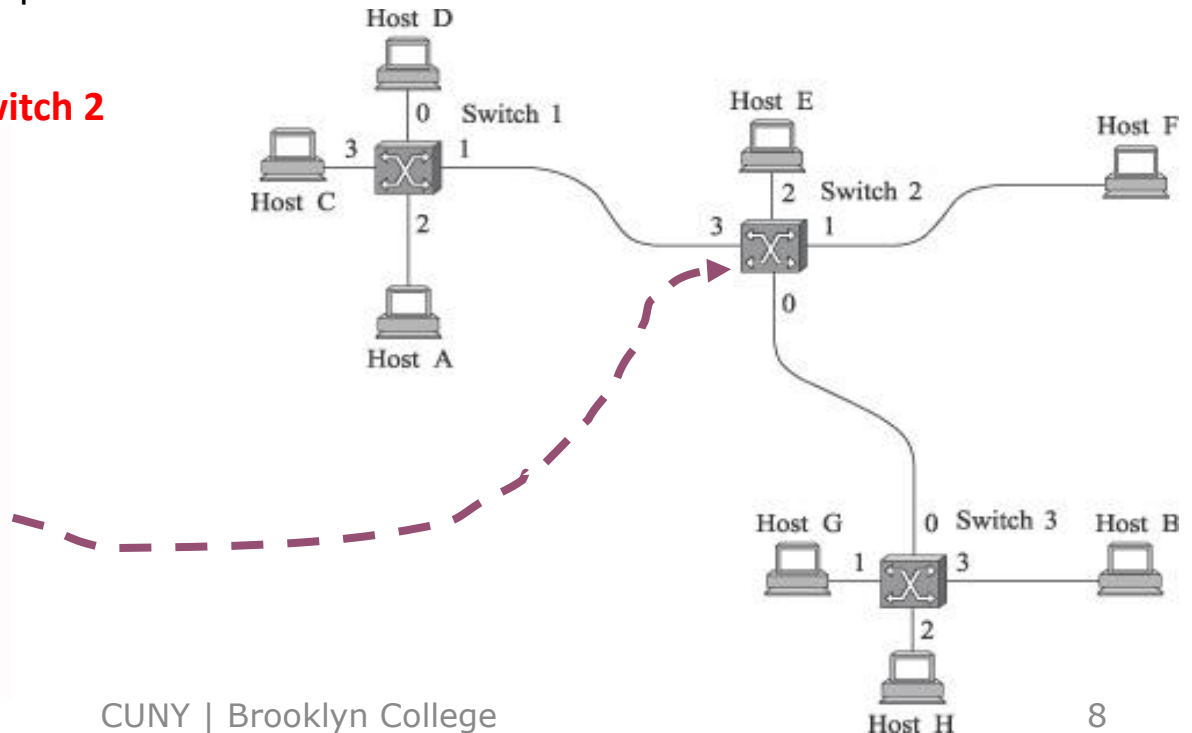 Host D
witch 2
0 Switch 1
Host E
Host F
3 1
Host C
2 Switch 2
2
3 1
0
Host A
Host G
0 Switch 3
Host B
1 3
2
CUNY | Brooklyn College
Host H
8